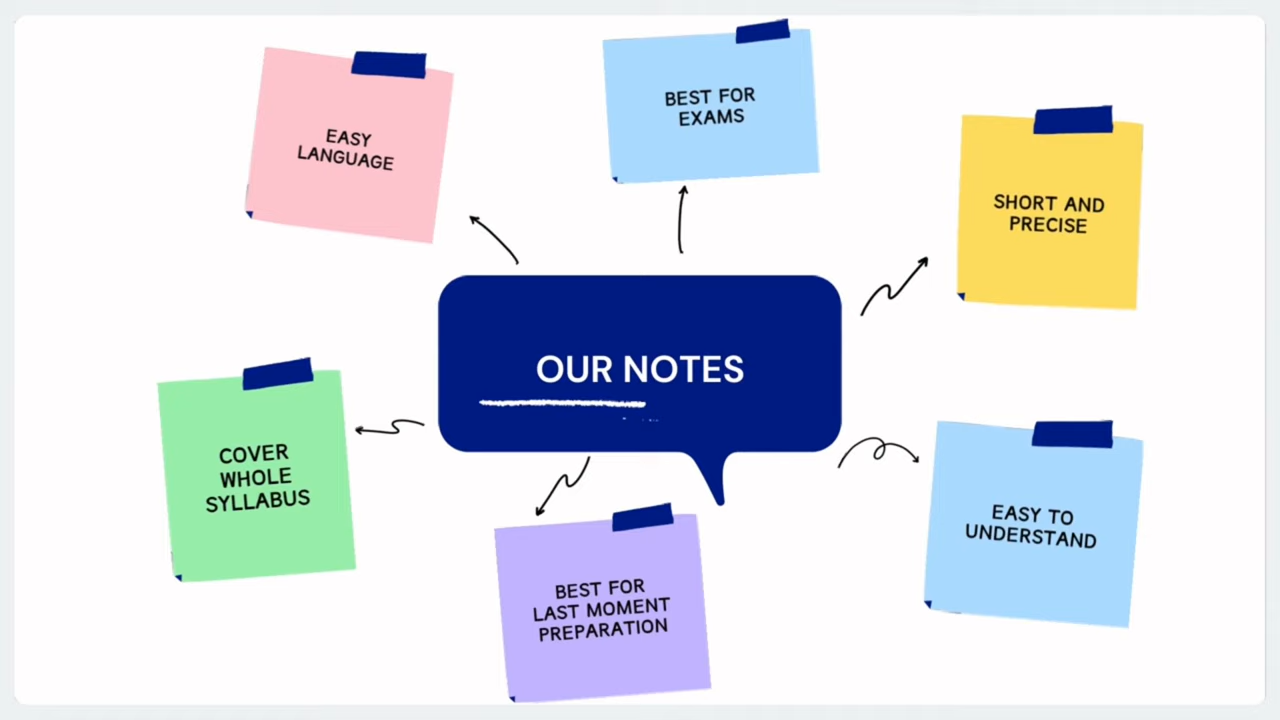 EASY
LANGUAGE
BEST FOR
EXAMS
SHORT AND
PRECISE
OUR NOTES
COVER
WHOLE
SYLLABUS
EASY TO
UNDERSTAND
BEST FOR
LAST MOMENT
PREPARATION